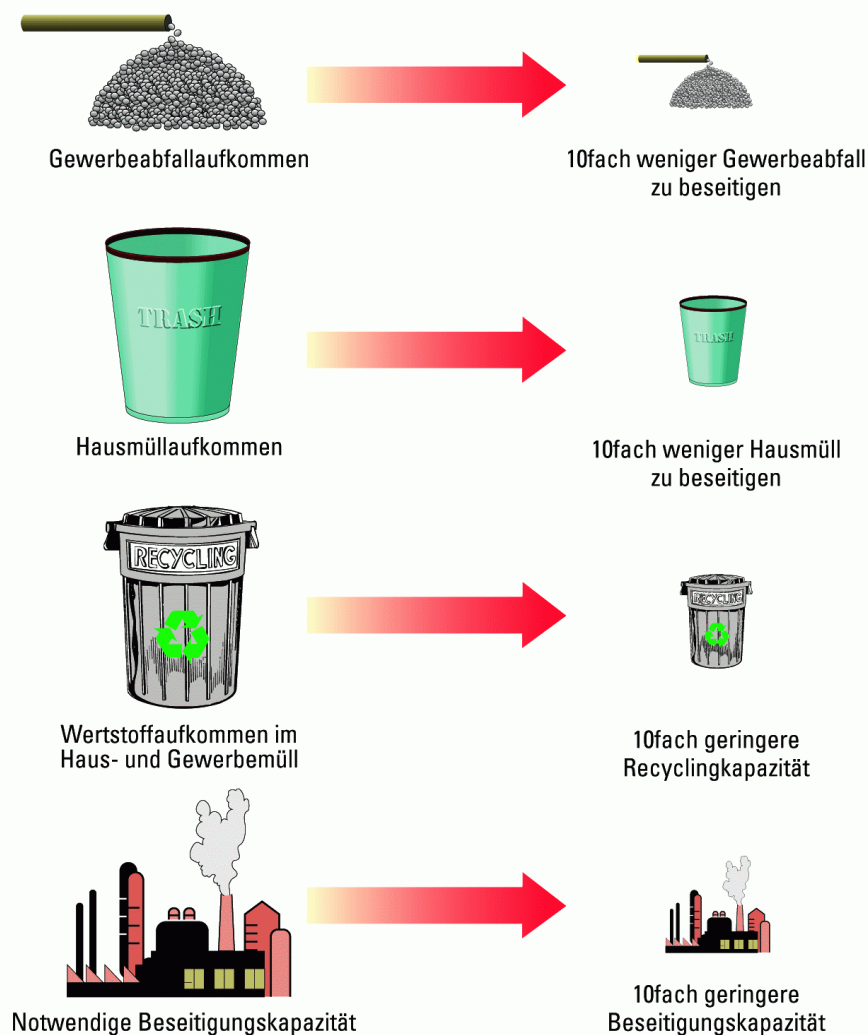 Gewerbeabfallaufkommen
10fach weniger Gewerbeabfall
zu beseitigen
TRASH
TRASH
Hausmüllaufkommen
10fach weniger Hausmüll
zu beseitigen
RECYCLING
RECYCLING
Wertstoffaufkommen im
Haus- und Gewerbemüll
10fach geringere
Recyclingkapazität
Notwendige Beseitigungskapazität
10fach geringere
Beseitigungskapazität